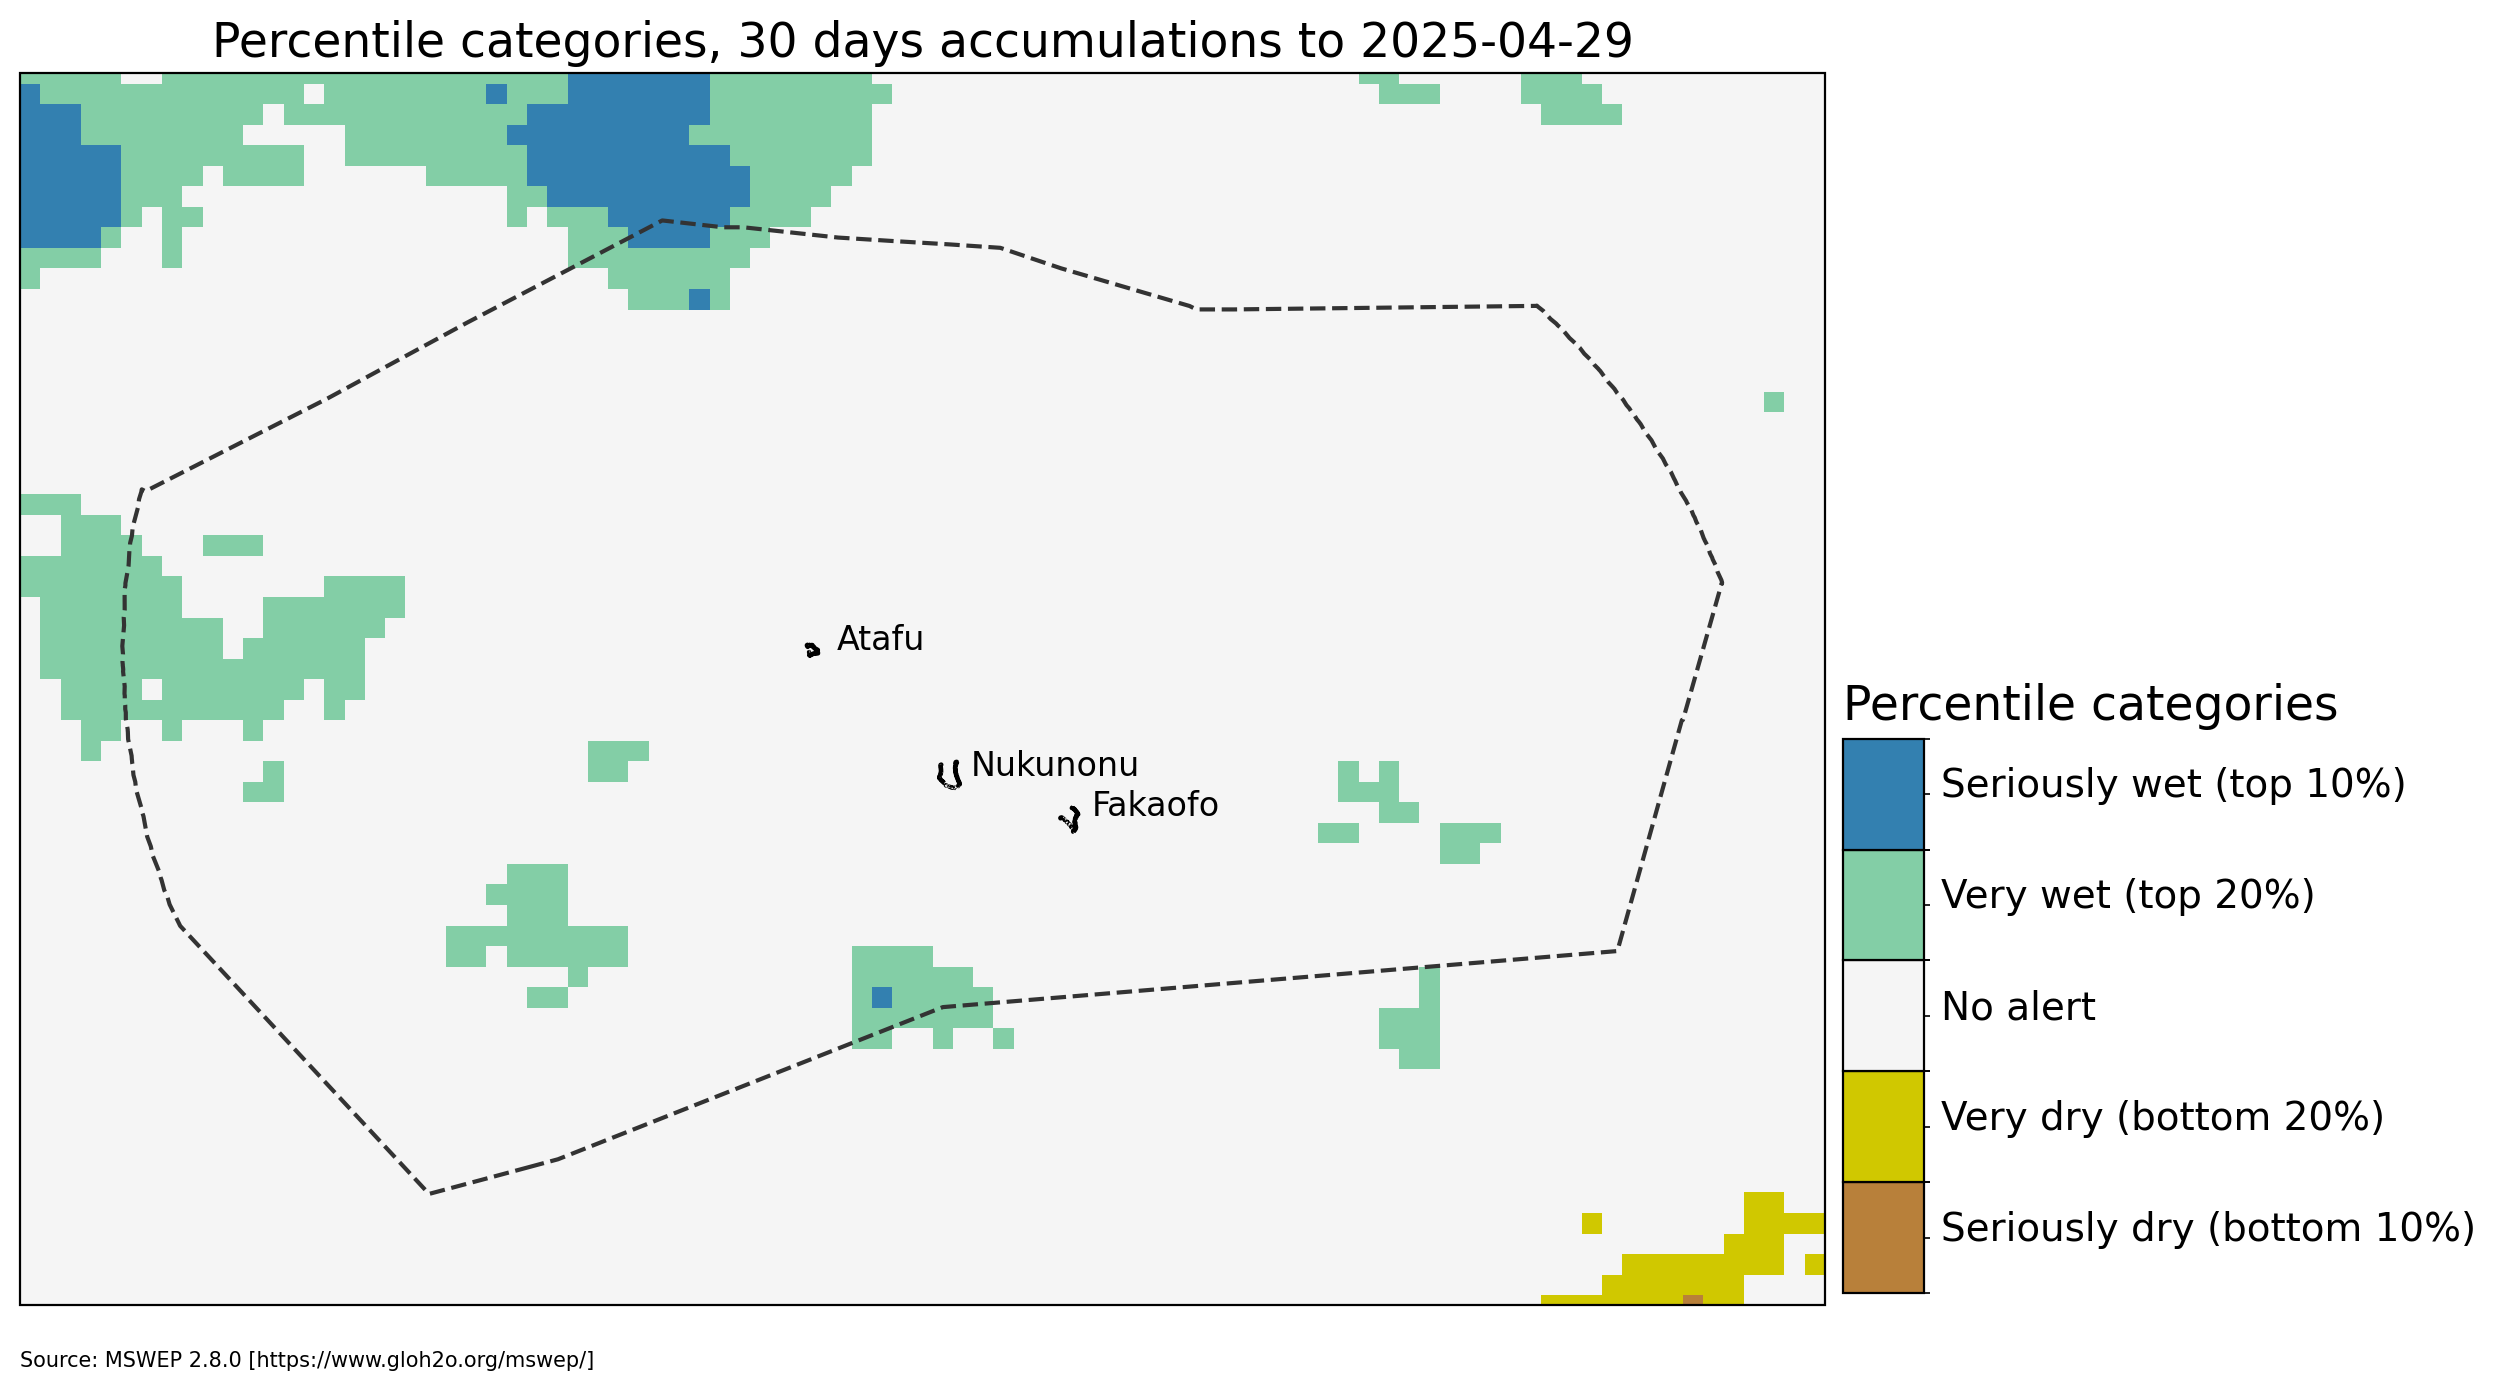 Percentile categories, 30 days accumulations to 2025-04-29
Atafu
Nukunonu
Fakaofo
Percentile categories
Seriously wet (top 10%)
Very wet (top 20%)
No alert
Very dry (bottom 20%)
Seriously dry (bottom 10%)
Source: MSWEP 2.8.0 [https://www.gloh2o.org/mswep/]